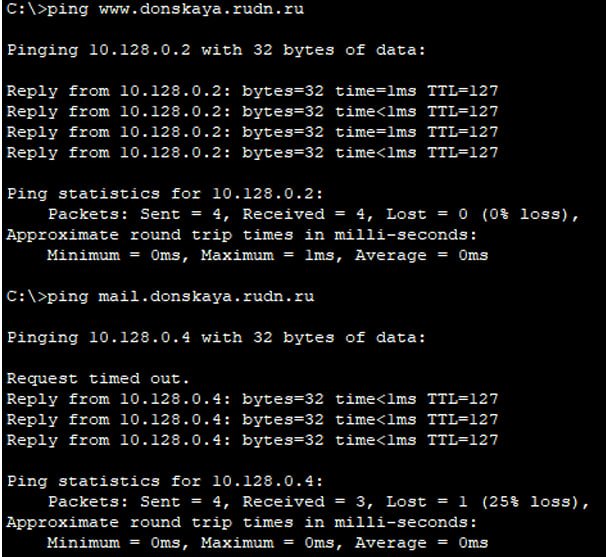 C:\>ping www.donskaya.rudn.ru
Pinging 10.128.0.2 with 32 bytes of data:
Reply from 10.128.0.2: bytes=32 time=1ms TTL=127
Reply from 10.128.0.2: bytes=32 time<1ms TTL=127
Reply from 10.128.0.2: bytes=32 time=1ms TTL=127
Reply from 10.128.0.2: bytes=32 time<1ms TTL=127
Ping statistics for 10.128.0.2:
    Packets: Sent = 4, Received = 4, Lost = 0 (0% loss),
Approximate round trip times in milli-seconds:
    Minimum = 0ms, Maximum = 1ms, Average = 0ms
C:\>ping mail.donskaya.rudn.ru
Pinging 10.128.0.4 with 32 bytes of data:
Request timed out.
Reply from 10.128.0.4: bytes=32 time<1ms TTL=127
Reply from 10.128.0.4: bytes=32 time<1ms TTL=127
Reply from 10.128.0.4: bytes=32 time<1ms TTL=127
Ping statistics for 10.128.0.4:
    Packets: Sent = 4, Received = 3, Lost = 1 (25% loss),
Approximate round trip times in milli-seconds:
    Minimum = 0ms, Maximum = 0ms, Average = 0ms